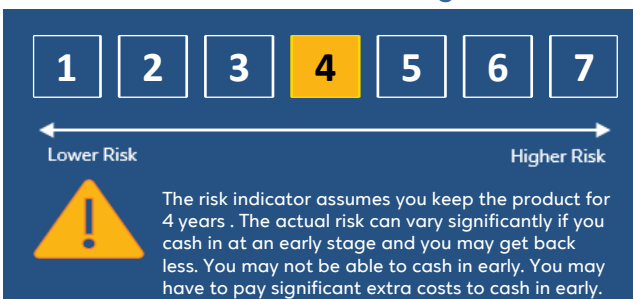 1 2 3 4 5 6 7
Lower Risk Higher Risk
!
The risk indicator assumes you keep the product for
4 years . The actual risk can vary significantly if you
cash in at an early stage and you may get back
less. You may not be able to cash in early. You may
have to pay significant extra costs to cash in early.